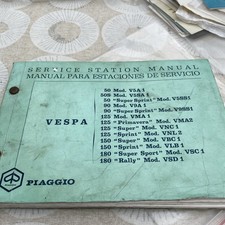 SERVICE STATION MANUAL
MANUAL PARA ESTACIONES DE SERVICIO
VESPA
50 Mod. V5A 1
50S Mod. V5SA 1
50 "Super Sprint" Mod. V5SS1
90 Mod. V9A 1
90 "Super Sprint" Mod. V9SS1
125 Mod. VMA 1
125 "Primavera" Mod. VMA2
125 "Super" Mod. VNC 1
125 "Sprint" Mod. VNL 2
150 "Super" Mod. VBC 1
150 "Sprint" Mod. VLB 1
180 "Super Sport" Mod. VSC 1
180 "Rally" Mod. VSD 1
PIAGGIO